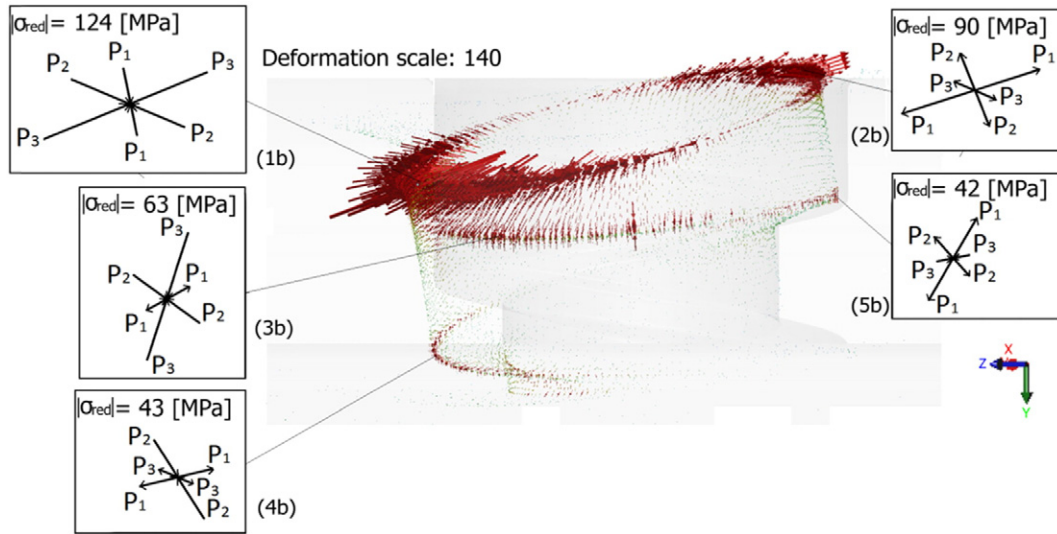 |σred|= 124 [MPa]
P1
P2
P3
P3
P2
P1
(1b)
Deformation scale: 140
|σred|= 90 [MPa]
P2
P1
P3
P3
P1
P2
(2b)
|σred|= 63 [MPa]
P3
P2
P1
P1
P2
P3
(3b)
|σred|= 42 [MPa]
P1
P2
P3
P3
P2
P1
(5b)
|σred|= 43 [MPa]
P2
P1
P3
P3
P1
P2
(4b)
X
Z
Y